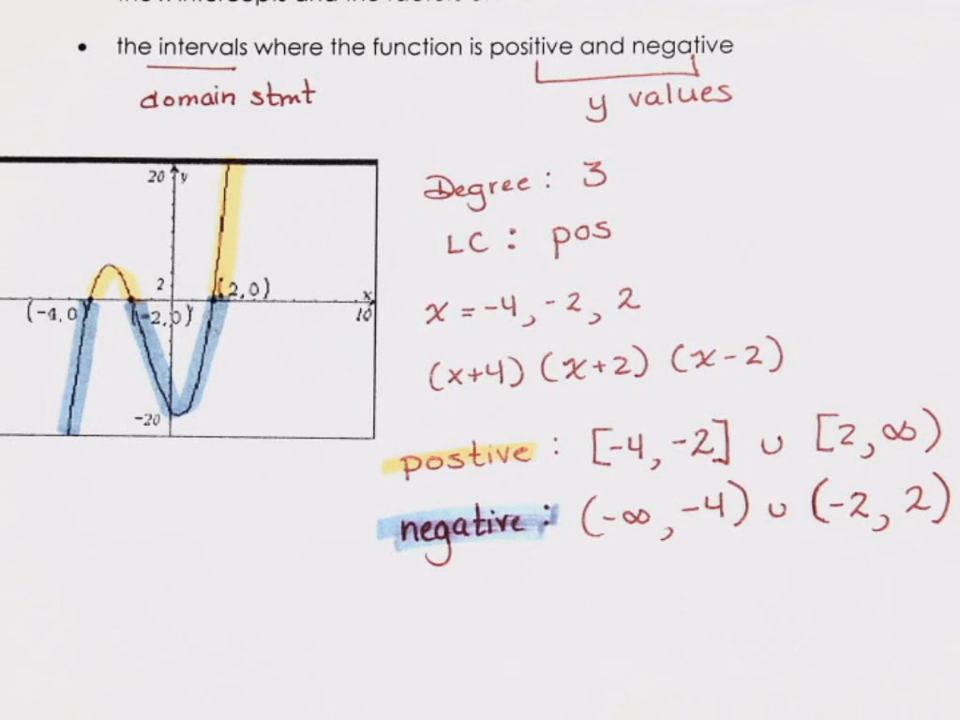 • the intervals where the function is positive and negative
domain stmt
y values
20 y
Degree : 3
LC : pos
2
(2,0)
x
(-4,0
(-2,0)
10
x = -4, -2, 2
(x+4) (x+2) (x-2)
-20
postive : [-4, -2] ∪ [2, ∞)
negative : (-∞, -4) ∪ (-2, 2)